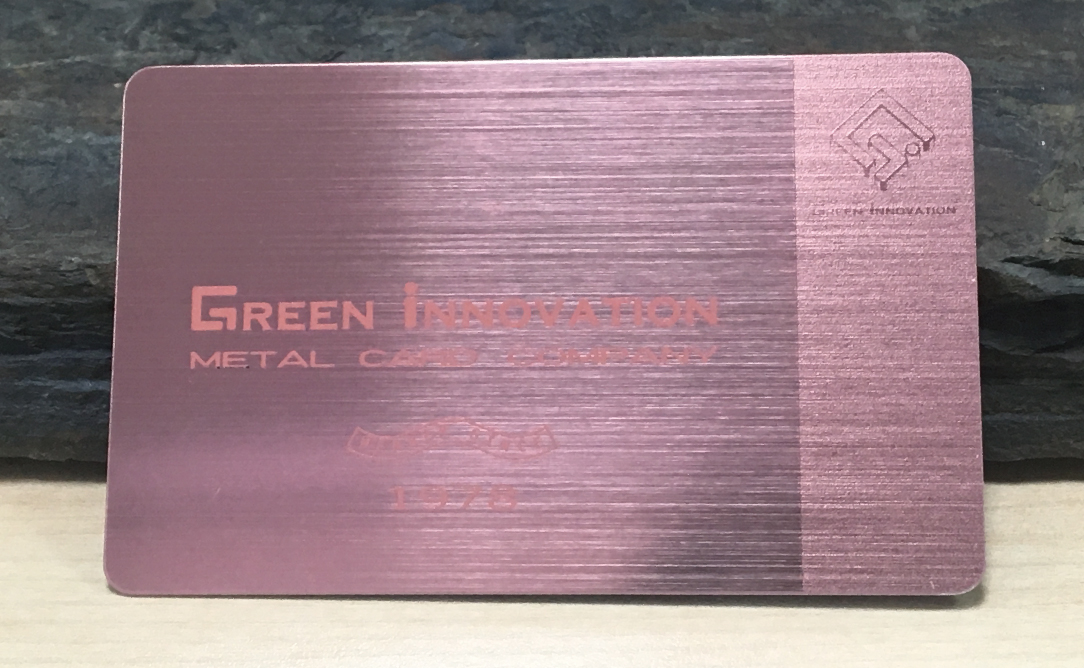 GREEN INNOVATION
METAL CARD COMPANY
1978
GREEN INNOVATION